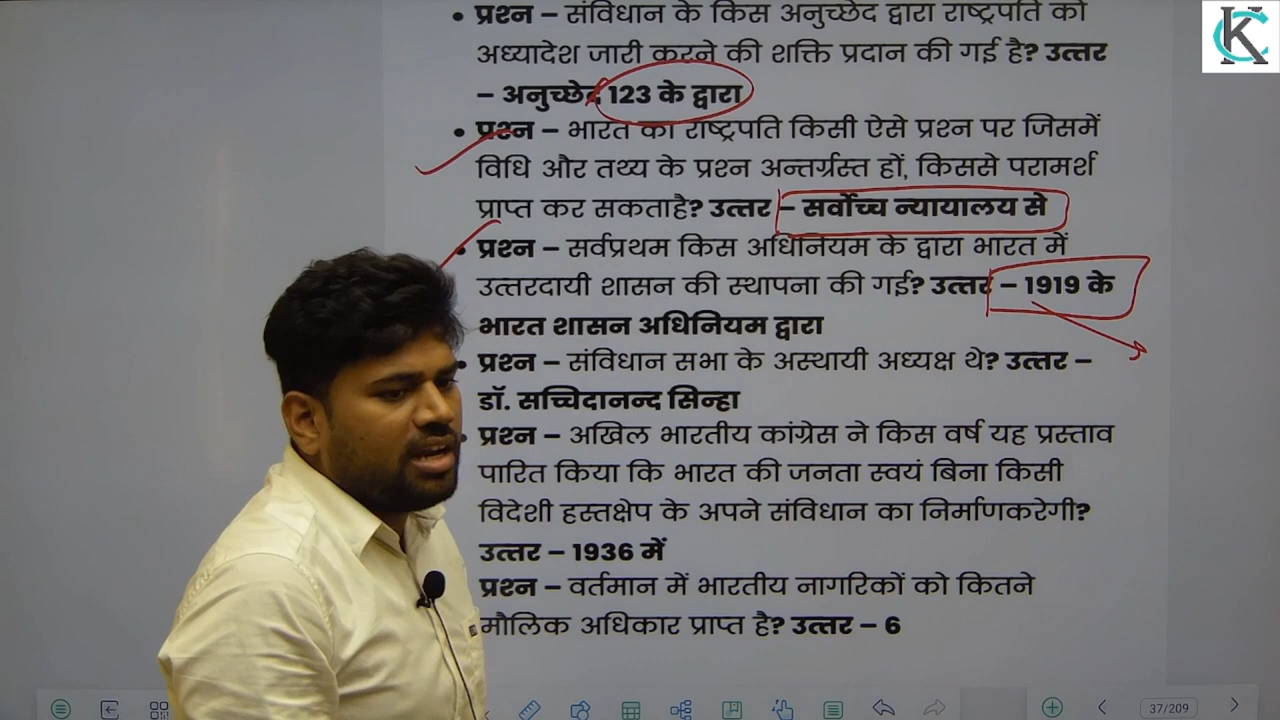 KC
• प्रश्न – संविधान के किस अनुच्छेद द्वारा राष्ट्रपति को
अध्यादेश जारी करने की शक्ति प्रदान की गई है? उत्तर
– अनुच्छेद 123 के द्वारा
• प्रश्न – भारत का राष्ट्रपति किसी ऐसे प्रश्न पर जिसमें
विधि और तथ्य के प्रश्न अन्तर्ग्रस्त हों, किससे परामर्श
प्राप्त कर सकताहै? उत्तर – सर्वोच्च न्यायालय से
• प्रश्न – सर्वप्रथम किस अधिनियम के द्वारा भारत में
उत्तरदायी शासन की स्थापना की गई? उत्तर – 1919 के
भारत शासन अधिनियम द्वारा
• प्रश्न – संविधान सभा के अस्थायी अध्यक्ष थे? उत्तर –
डॉ. सच्चिदानन्द सिन्हा
• प्रश्न – अखिल भारतीय कांग्रेस ने किस वर्ष यह प्रस्ताव
पारित किया कि भारत की जनता स्वयं बिना किसी
विदेशी हस्तक्षेप के अपने संविधान का निर्माणकरेगी?
उत्तर – 1936 में
प्रश्न – वर्तमान में भारतीय नागरिकों को कितने
मौलिक अधिकार प्राप्त है? उत्तर – 6
37/209